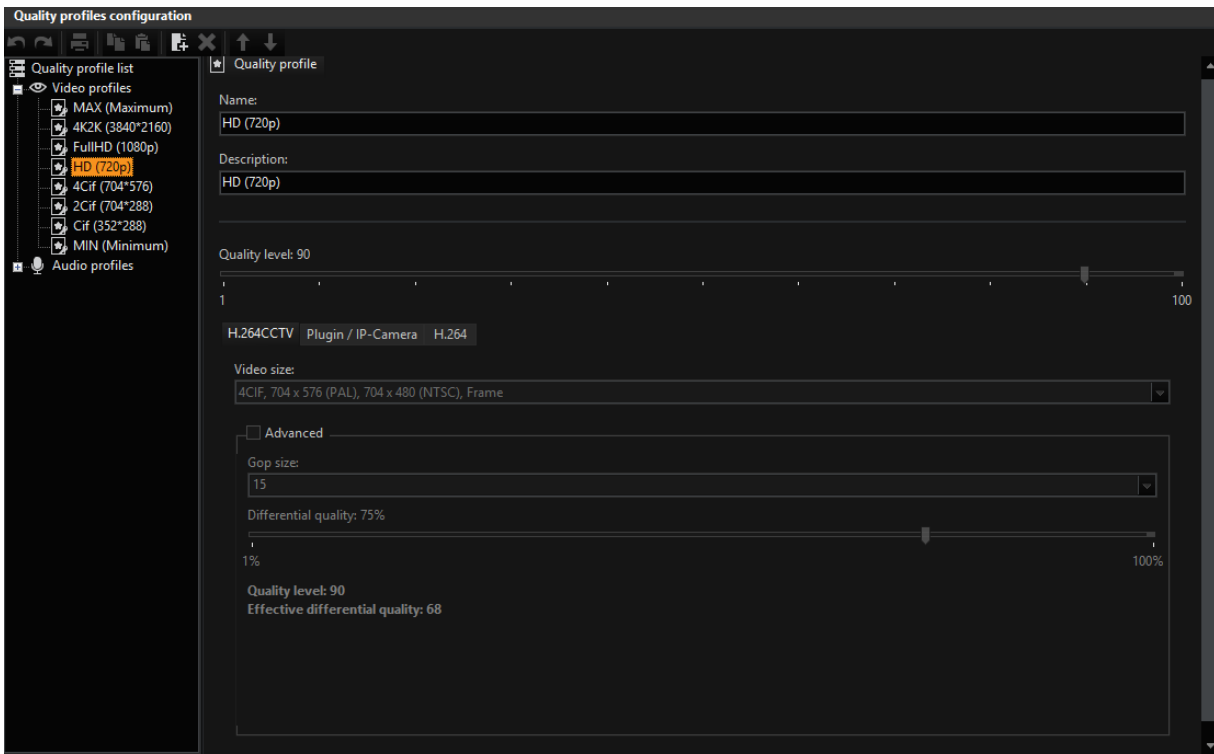 Quality profiles configuration
Quality profile list
Video profiles
MAX (Maximum)
4K2K (3840*2160)
FullHD (1080p)
HD (720p)
4Cif (704*576)
2Cif (704*288)
Cif (352*288)
MIN (Minimum)
Audio profiles
Quality profile
Name:
HD (720p)
Description:
HD (720p)
Quality level: 90
1 100
H.264CCTV Plugin / IP-Camera H.264
Video size:
4CIF, 704 x 576 (PAL), 704 x 480 (NTSC), Frame
Advanced
Gop size:
15
Differential quality: 75%
1% 100%
Quality level: 90
Effective differential quality: 68